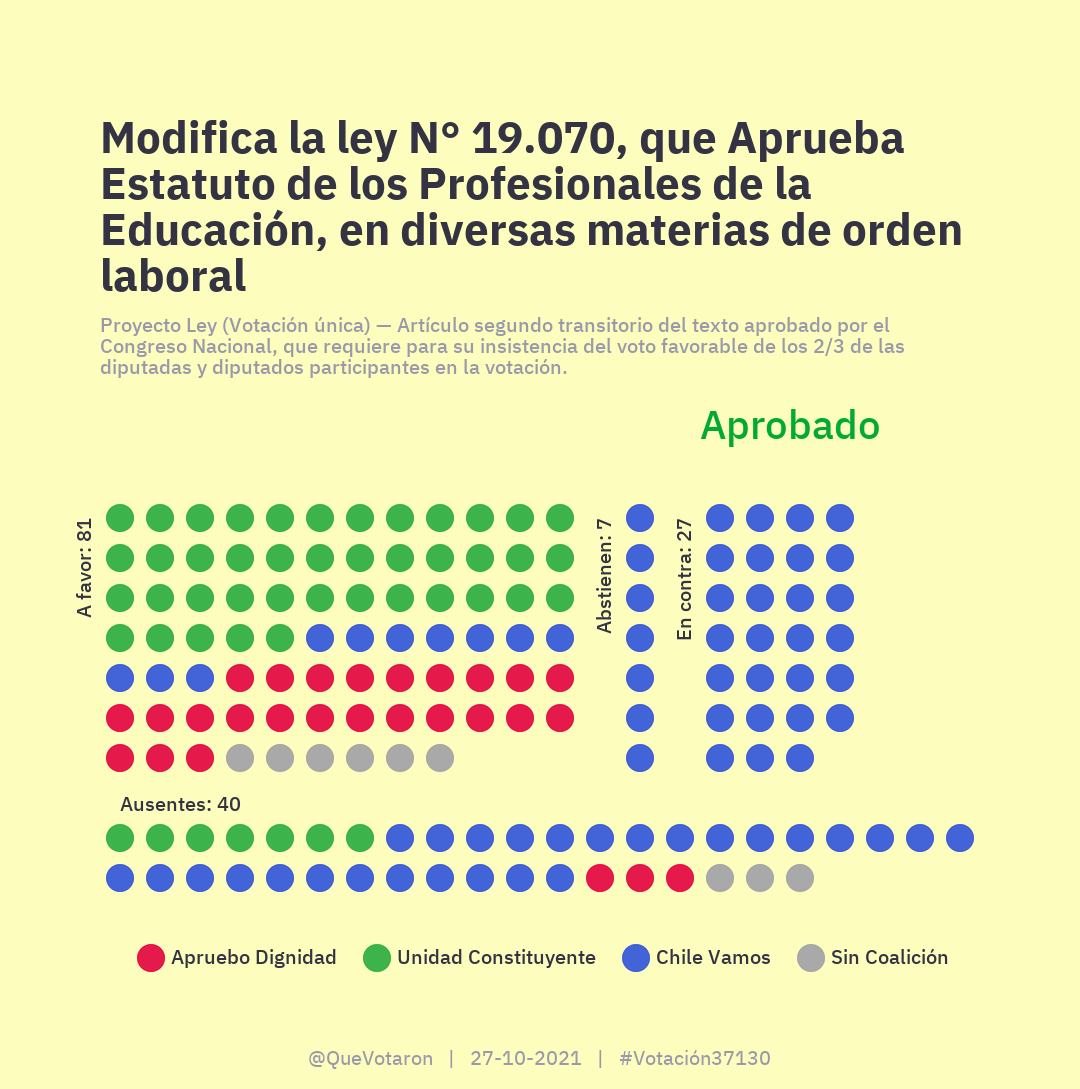 Modifica la ley N° 19.070, que Aprueba
Estatuto de los Profesionales de la
Educación, en diversas materias de orden
laboral
Proyecto Ley (Votación única) — Artículo segundo transitorio del texto aprobado por el
Congreso Nacional, que requiere para su insistencia del voto favorable de los 2/3 de las
diputadas y diputados participantes en la votación.
Aprobado
A favor: 81
Abstienen: 7
En contra: 27
Ausentes: 40
Apruebo Dignidad
Unidad Constituyente
Chile Vamos
Sin Coalición
@QueVotaron | 27-10-2021 | #Votación37130